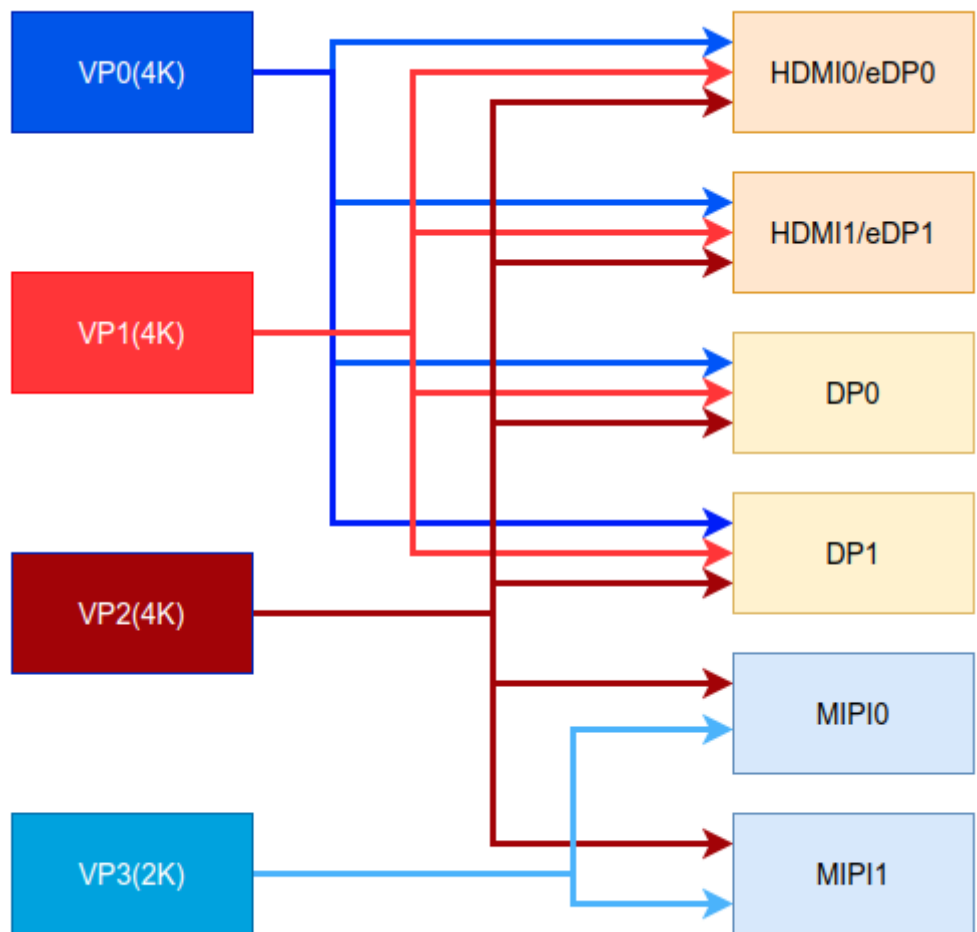 VP0(4K)
HDMI0/eDP0
HDMI1/eDP1
VP1(4K)
DP0
DP1
VP2(4K)
MIPI0
VP3(2K)
MIPI1